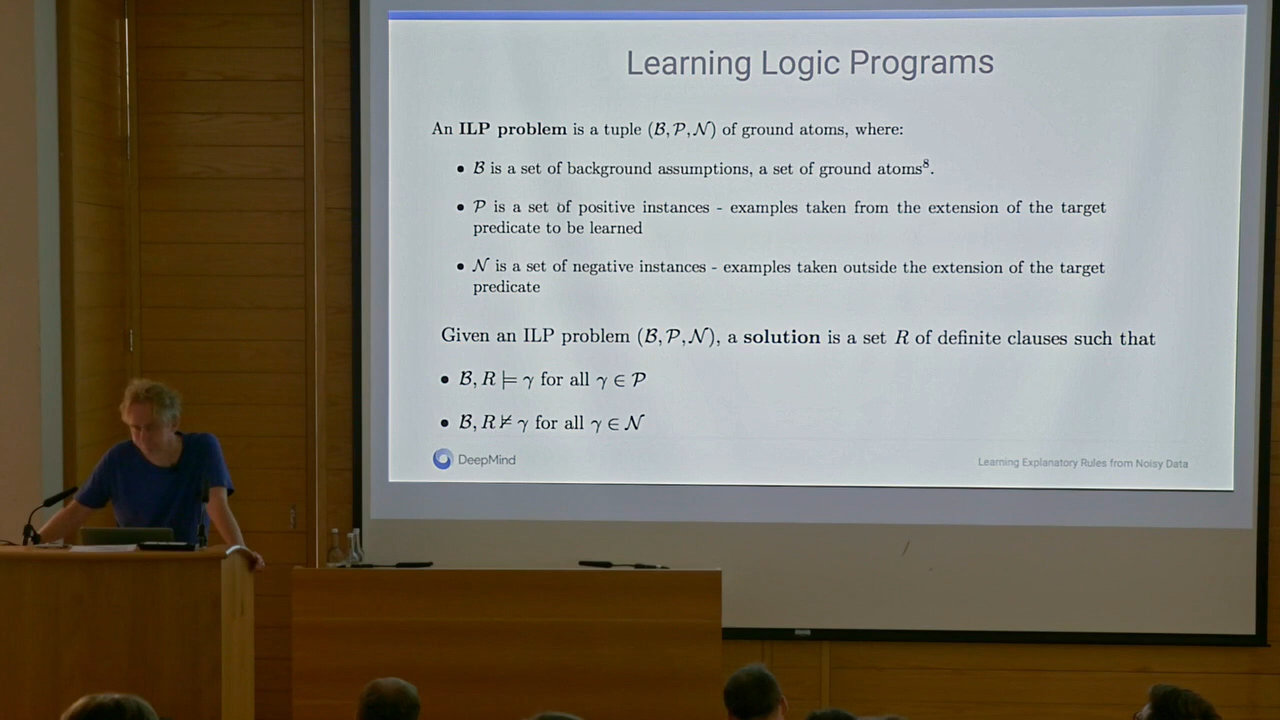 Learning Logic Programs
An ILP problem is a tuple (ℬ, 𝒫, 𝒩) of ground atoms, where:
• ℬ is a set of background assumptions, a set of ground atoms⁸.
• 𝒫 is a set of positive instances - examples taken from the extension of the target
predicate to be learned
• 𝒩 is a set of negative instances - examples taken outside the extension of the target
predicate
Given an ILP problem (ℬ, 𝒫, 𝒩), a solution is a set R of definite clauses such that
• ℬ, R ⊨ γ for all γ ∈ 𝒫
• ℬ, R ⊭ γ for all γ ∈ 𝒩
DeepMind
Learning Explanatory Rules from Noisy Data